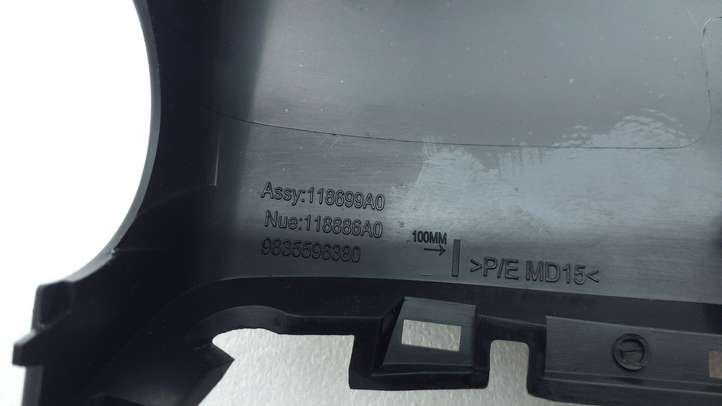 Assy:118699A0
Nue:118886A0
9835596380
100MM
→
>P/E MD15<